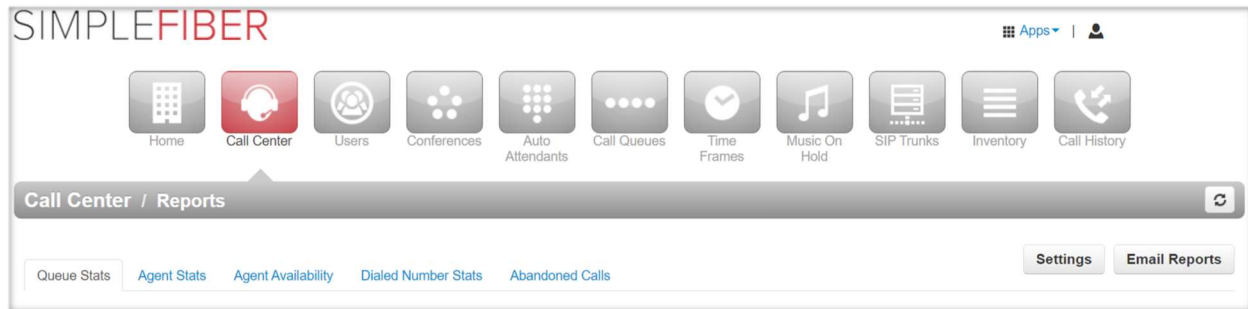 SIMPLEFIBER
Apps |
Home
Call Center
Users
Conferences
Auto
Attendants
Call Queues
Time
Frames
Music On
Hold
SIP Trunks
Inventory
Call History
Call Center / Reports
Queue Stats
Agent Stats
Agent Availability
Dialed Number Stats
Abandoned Calls
Settings
Email Reports